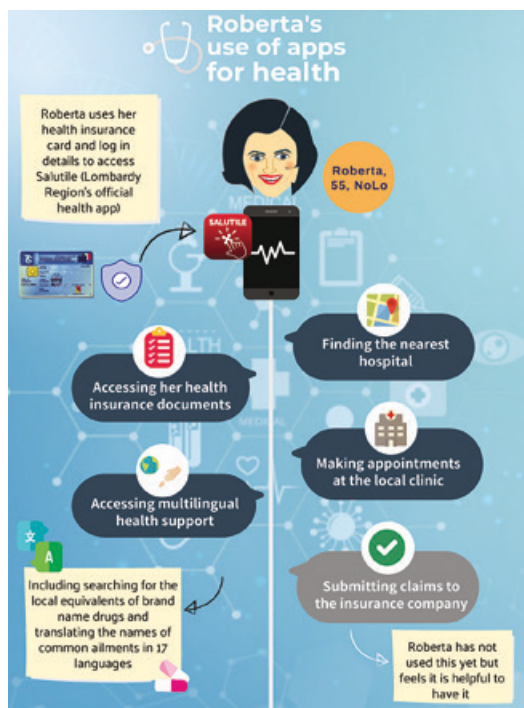 Roberta's
use of apps
for health
Roberta uses her
health insurance
card and log in
details to access
Salutile (Lombardy
Region's official
health app)
Roberta,
55, NoLo
MEDICAL
SALUTILE
Finding the nearest
hospital
Accessing her health
insurance documents
MEDICAL
Making appointments
at the local clinic
Accessing multilingual
health support
文
A
Including searching for the
local equivalents of brand
name drugs and
translating the names of
common ailments in 17
languages
Submitting claims to
the insurance company
Roberta has not
used this yet but
feels it is helpful to
have it